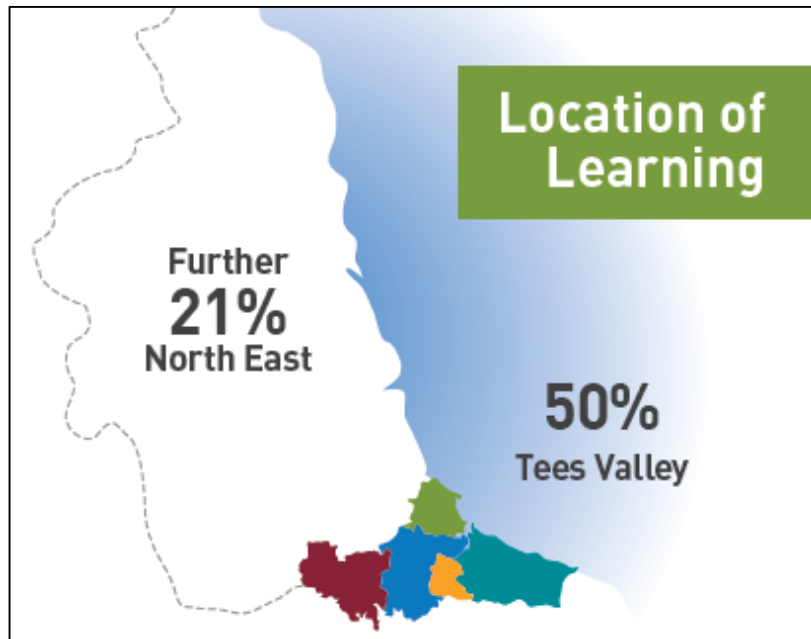 Location of
Learning
Further
21%
North East
50%
Tees Valley